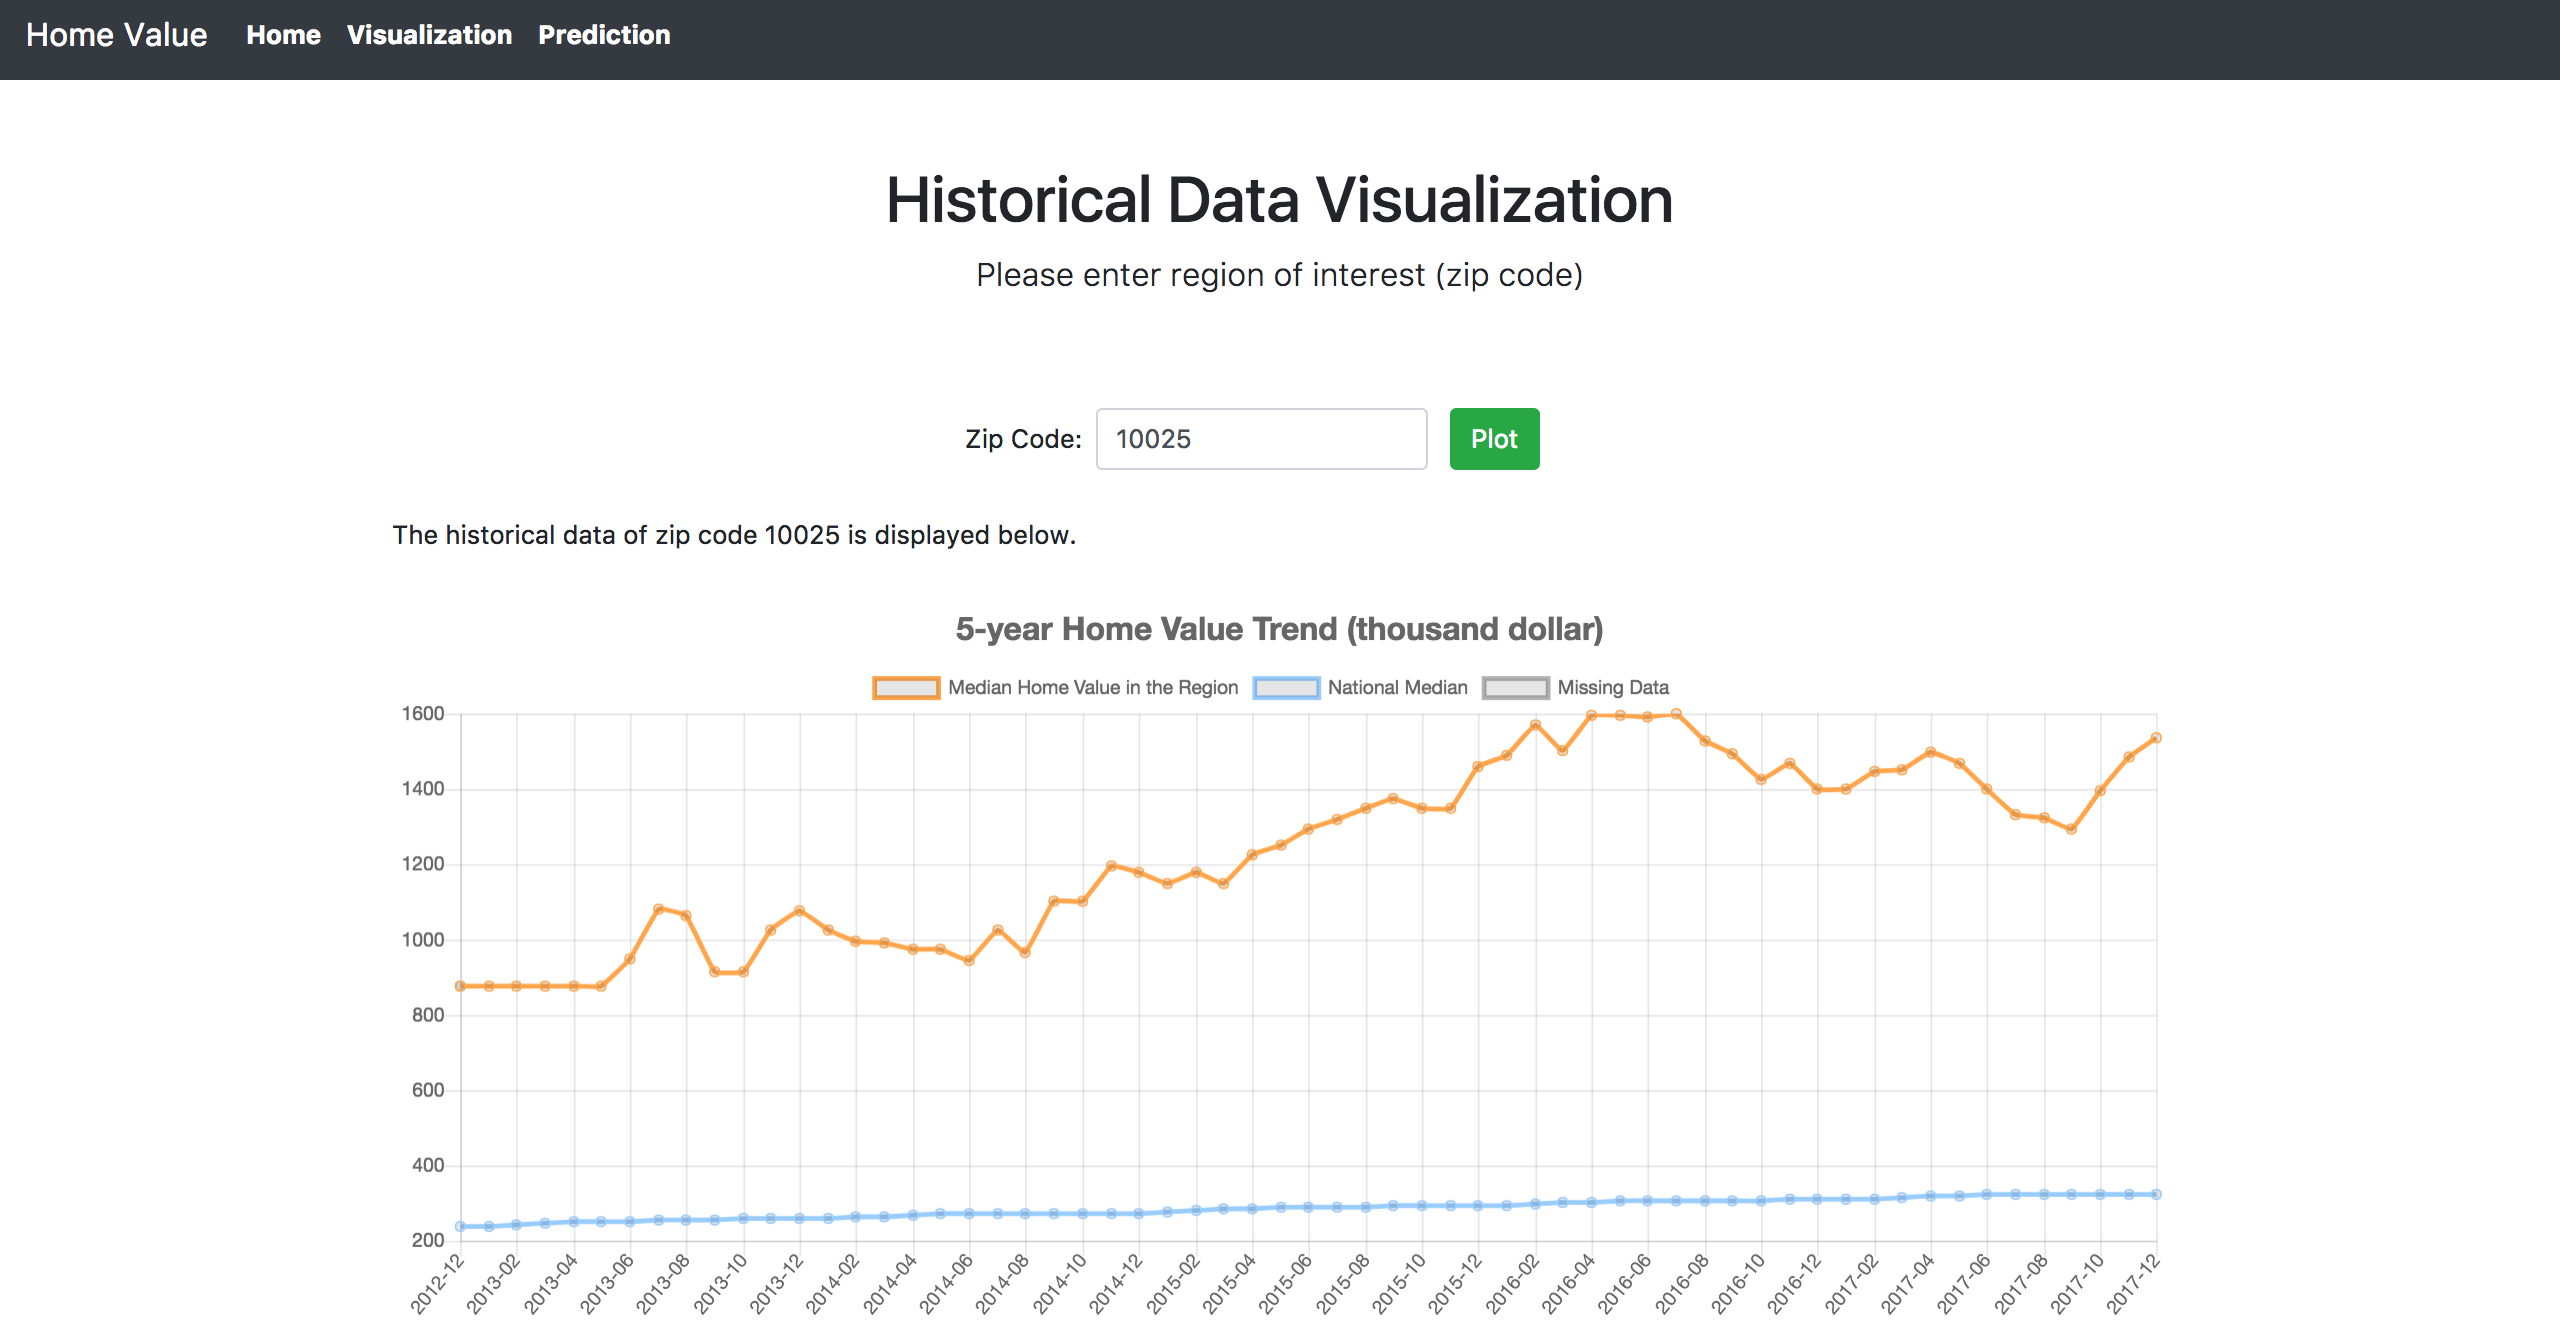 Home Value Home Visualization Prediction
Historical Data Visualization
Please enter region of interest (zip code)
Zip Code: 10025 Plot
The historical data of zip code 10025 is displayed below.
5-year Home Value Trend (thousand dollar)
Median Home Value in the Region National Median Missing Data
1600
1400
1200
1000
800
600
400
200
2012-12 2013-02 2013-04 2013-06 2013-08 2013-10 2013-12 2014-02 2014-04 2014-06 2014-08 2014-10 2014-12 2015-02 2015-04 2015-06 2015-08 2015-10 2015-12 2016-02 2016-04 2016-06 2016-08 2016-10 2016-12 2017-02 2017-04 2017-06 2017-08 2017-10 2017-12